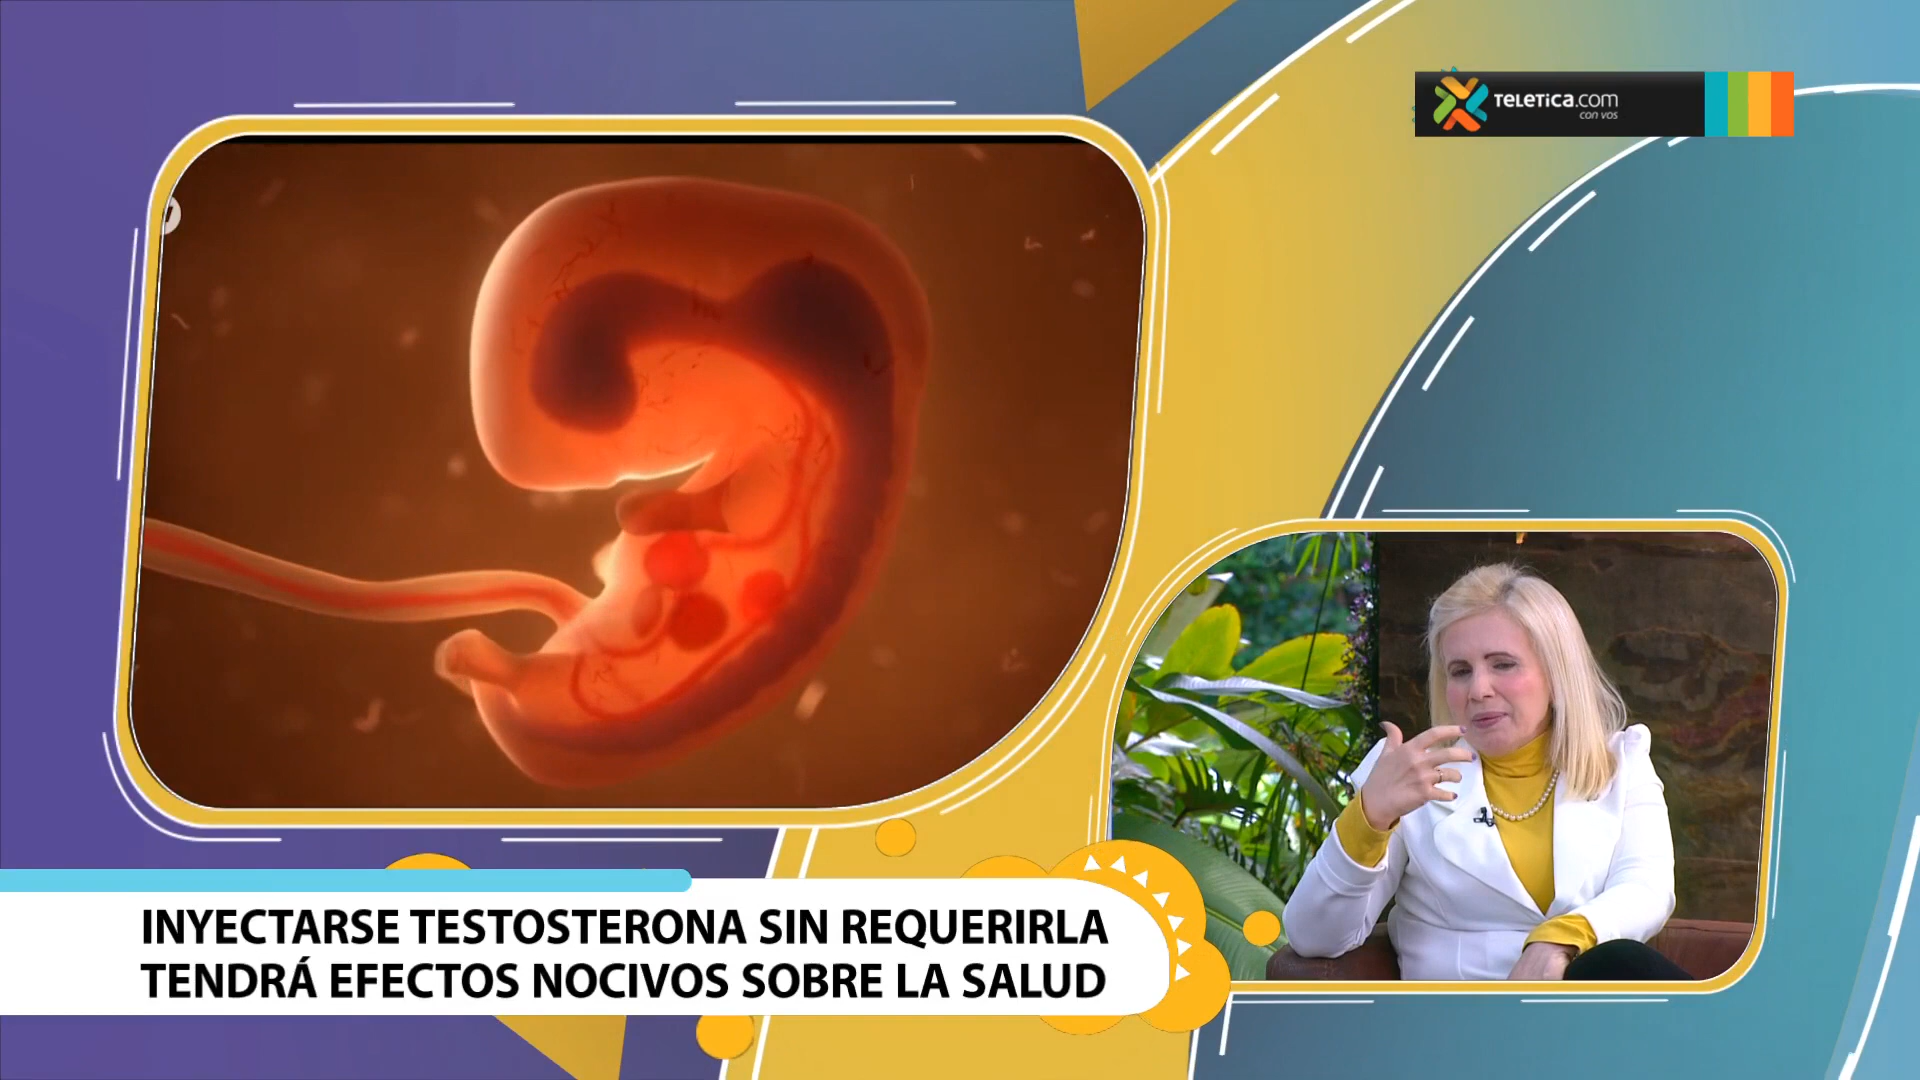 TELETICA.COM
con vos
INYECTARSE TESTOSTERONA SIN REQUERIRLA
TENDRÁ EFECTOS NOCIVOS SOBRE LA SALUD